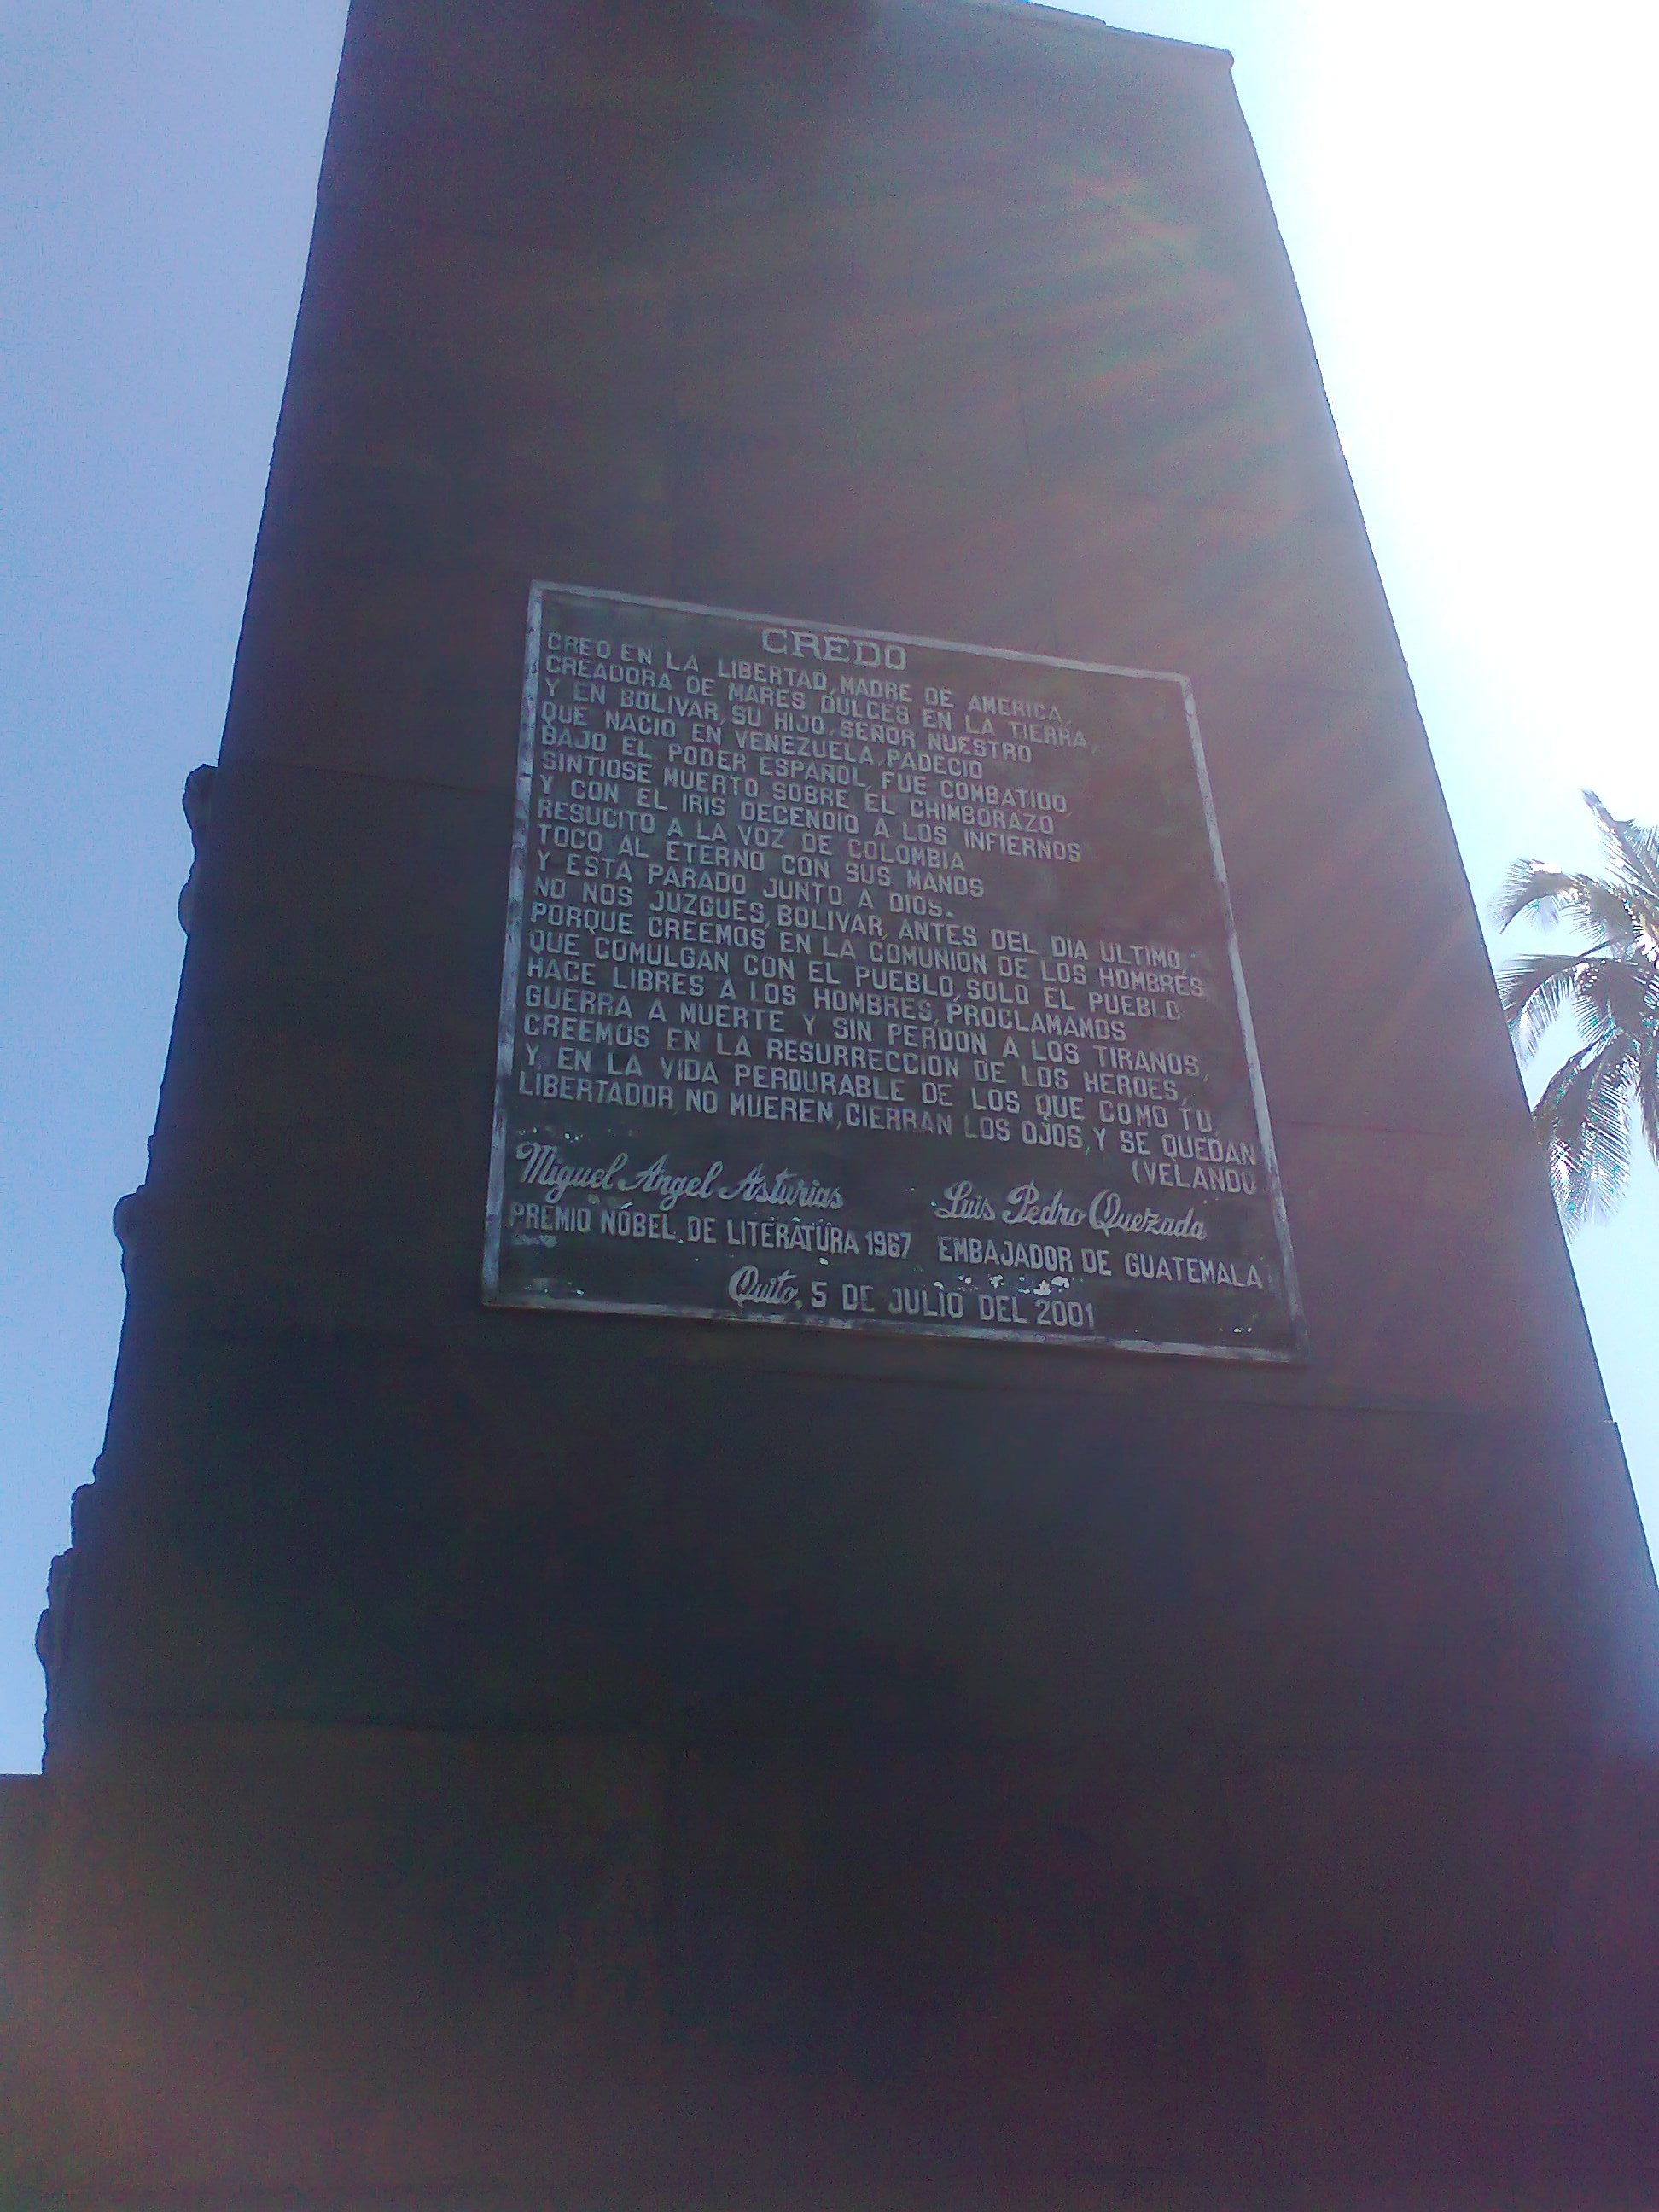 CREDO
CREO EN LA LIBERTAD, MADRE DE AMERICA,
CREADORA DE MARES DULCES EN LA TIERRA,
Y EN BOLIVAR, SU HIJO, SEÑOR NUESTRO
QUE NACIO EN VENEZUELA, PADECIO
BAJO EL PODER ESPAÑOL, FUE COMBATIDO,
SINTIOSE MUERTO SOBRE EL CHIMBORAZO
Y CON EL IRIS DECENDIO A LOS INFIERNOS
RESUCITO A LA VOZ DE COLOMBIA
TOCO AL ETERNO CON SUS MANOS
Y ESTA PARADO JUNTO A DIOS.
NO NOS JUZGUES, BOLIVAR, ANTES DEL DIA ULTIMO,
PORQUE CREEMOS EN LA COMUNION DE LOS HOMBRES
QUE COMULGAN CON EL PUEBLO, SOLO EL PUEBLO
HACE LIBRES A LOS HOMBRES, PROCLAMAMOS
GUERRA A MUERTE Y SIN PERDON A LOS TIRANOS,
CREEMOS EN LA RESURRECCION DE LOS HEROES,
Y EN LA VIDA PERDURABLE DE LOS QUE COMO TU,
LIBERTADOR, NO MUEREN, CIERRAN LOS OJOS, Y SE QUEDAN
(VELANDO
Miguel Angel Asturias Luis Pedro Quezada
PREMIO NOBEL DE LITERATURA 1967 EMBAJADOR DE GUATEMALA
Quito, 5 DE JULIO DEL 2001